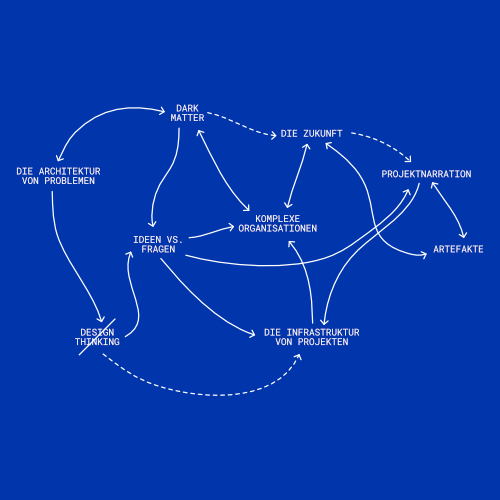 DARK
MATTER
DIE ZUKUNFT
DIE ARCHITEKTUR
VON PROBLEMEN
PROJEKTNARRATION
KOMPLEXE
ORGANISATIONEN
IDEEN VS.
FRAGEN
ARTEFAKTE
DESIGN
THINKING
DIE INFRASTRUKTUR
VON PROJEKTEN